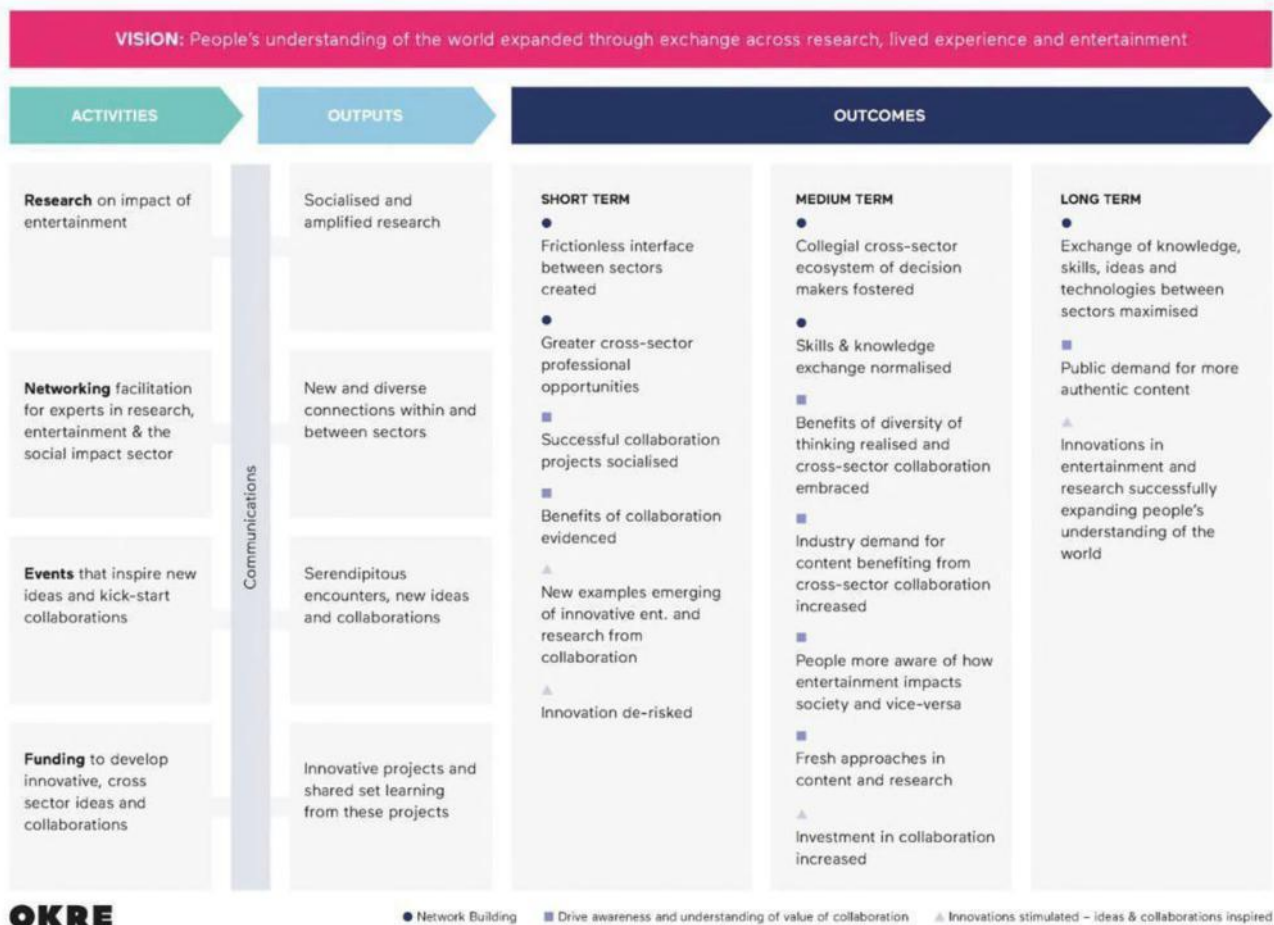 VISION: People's understanding of the world expanded through exchange across research, lived experience and entertainment
ACTIVITIES
OUTPUTS
OUTCOMES
Research on impact of
entertainment
Networking facilitation
for experts in research,
entertainment & the
social impact sector
Events that inspire new
ideas and kick-start
collaborations
Funding to develop
innovative, cross
sector ideas and
collaborations
Communications
Socialised and
amplified research
New and diverse
connections within and
between sectors
Serendipitous
encounters, new ideas
and collaborations
Innovative projects and
shared set learning
from these projects
SHORT TERM
Frictionless interface
between sectors
created
Greater cross-sector
professional
opportunities
Successful collaboration
projects socialised
Benefits of collaboration
evidenced
New examples emerging
of innovative ent. and
research from
collaboration
Innovation de-risked
MEDIUM TERM
Collegial cross-sector
ecosystem of decision
makers fostered
Skills & knowledge
exchange normalised
Benefits of diversity of
thinking realised and
cross-sector collaboration
embraced
Industry demand for
content benefiting from
cross-sector collaboration
increased
People more aware of how
entertainment impacts
society and vice-versa
Fresh approaches in
content and research
Investment in collaboration
increased
LONG TERM
Exchange of knowledge,
skills, ideas and
technologies between
sectors maximised
Public demand for more
authentic content
Innovations in
entertainment and
research successfully
expanding people's
understanding of the
world
OKRE
Network Building
Drive awareness and understanding of value of collaboration
Innovations stimulated – ideas & collaborations inspired